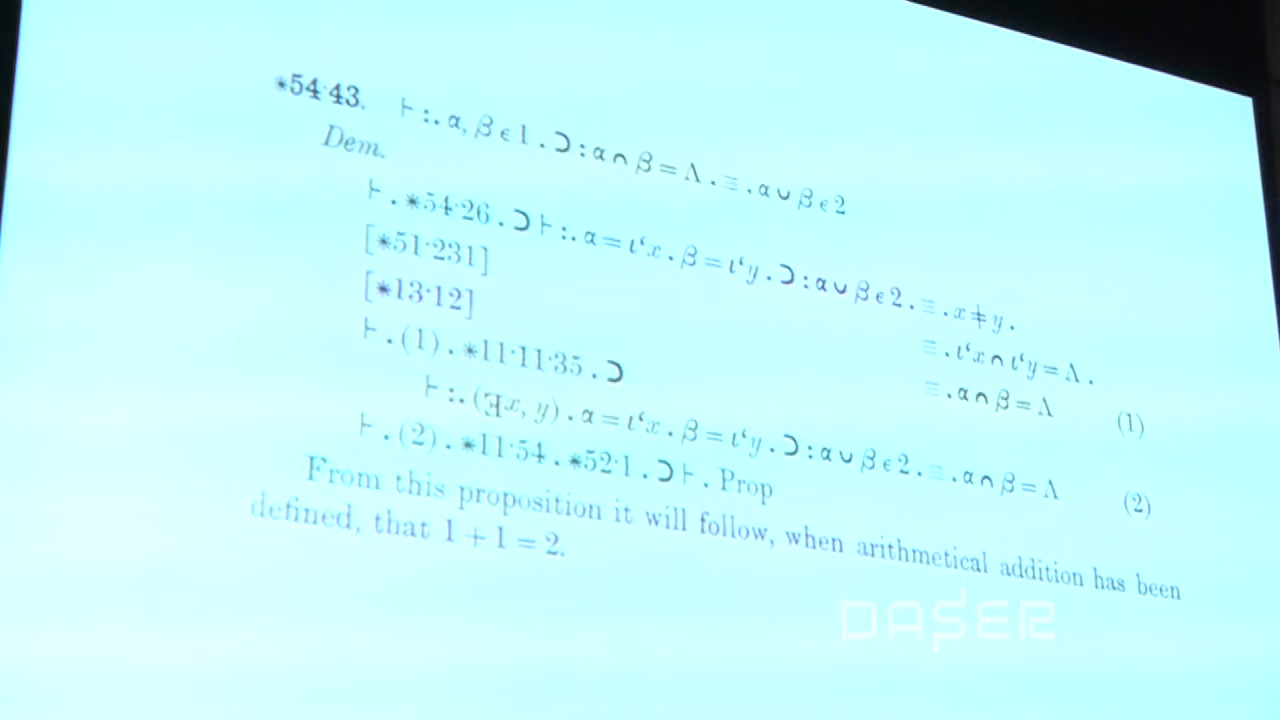 *54·43. ⊢:. α, β ϵ 1 . ⊃ : α ∩ β = Λ . ≡ . α ∪ β ϵ 2
Dem.
⊢ . *54·26 . ⊃ ⊢ :. α = ι‘x . β = ι‘y . ⊃ : α ∪ β ϵ 2 . ≡ . x ≠ y .
[*51·231] ≡ . ι‘x ∩ ι‘y = Λ .
[*13·12] ≡ . α ∩ β = Λ (1)
⊢ . (1) . *11·11·35 . ⊃
⊢ :. (∃x, y) . α = ι‘x . β = ι‘y . ⊃ : α ∪ β ϵ 2 . ≡ . α ∩ β = Λ (2)
⊢ . (2) . *11·54 . *52·1 . ⊃ ⊢ . Prop
From this proposition it will follow, when arithmetical addition has been
defined, that 1 + 1 = 2.
DASER